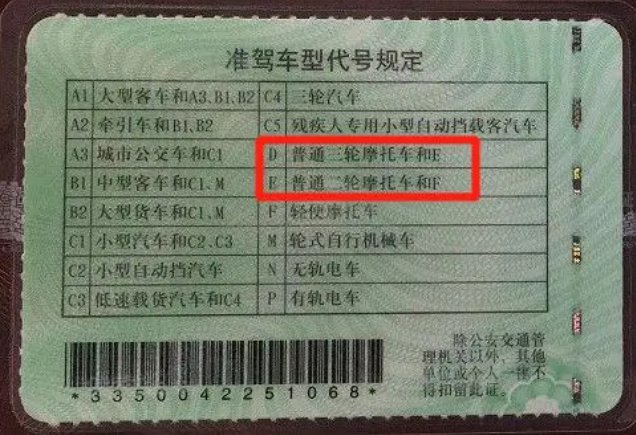 准驾车型代号规定
A1 大型客车和A3、B1、B2 C4 三轮汽车
A2 牵引车和B1、B2 C5 残疾人专用小型自动挡载客汽车
A3 城市公交车和C1 D 普通三轮摩托车和E
B1 中型客车和C1、M E 普通二轮摩托车和F
B2 大型货车和C1、M F 轻便摩托车
C1 小型汽车和C2、C3 M 轮式自行机械车
C2 小型自动挡汽车 N 无轨电车
C3 低速载货汽车和C4 P 有轨电车
除公安交通管
理机关以外，其他
单位或个人一律不
得扣留此证。
*3350042251068*